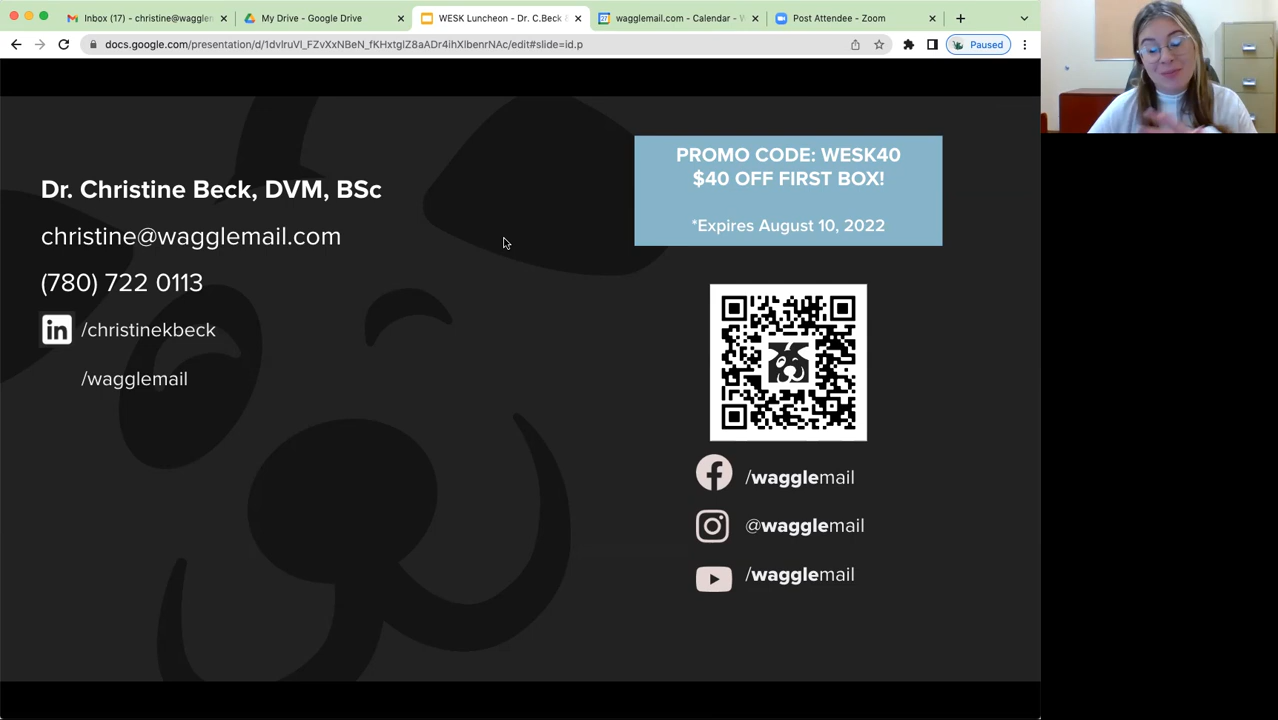 Inbox (17) - christine@waggle
My Drive - Google Drive
WESK Luncheon - Dr. C.Beck &
wagglemail.com - Calendar - W
Post Attendee - Zoom
docs.google.com/presentation/d/1dvIruVI_FZvXxNBeN_fKHxtgIZ8aADr4ihXlbenrNAc/edit#slide=id.p
Paused
Dr. Christine Beck, DVM, BSc
christine@wagglemail.com
(780) 722 0113
in /christinekbeck
/wagglemail
PROMO CODE: WESK40
$40 OFF FIRST BOX!
*Expires August 10, 2022
/wagglemail
@wagglemail
/wagglemail